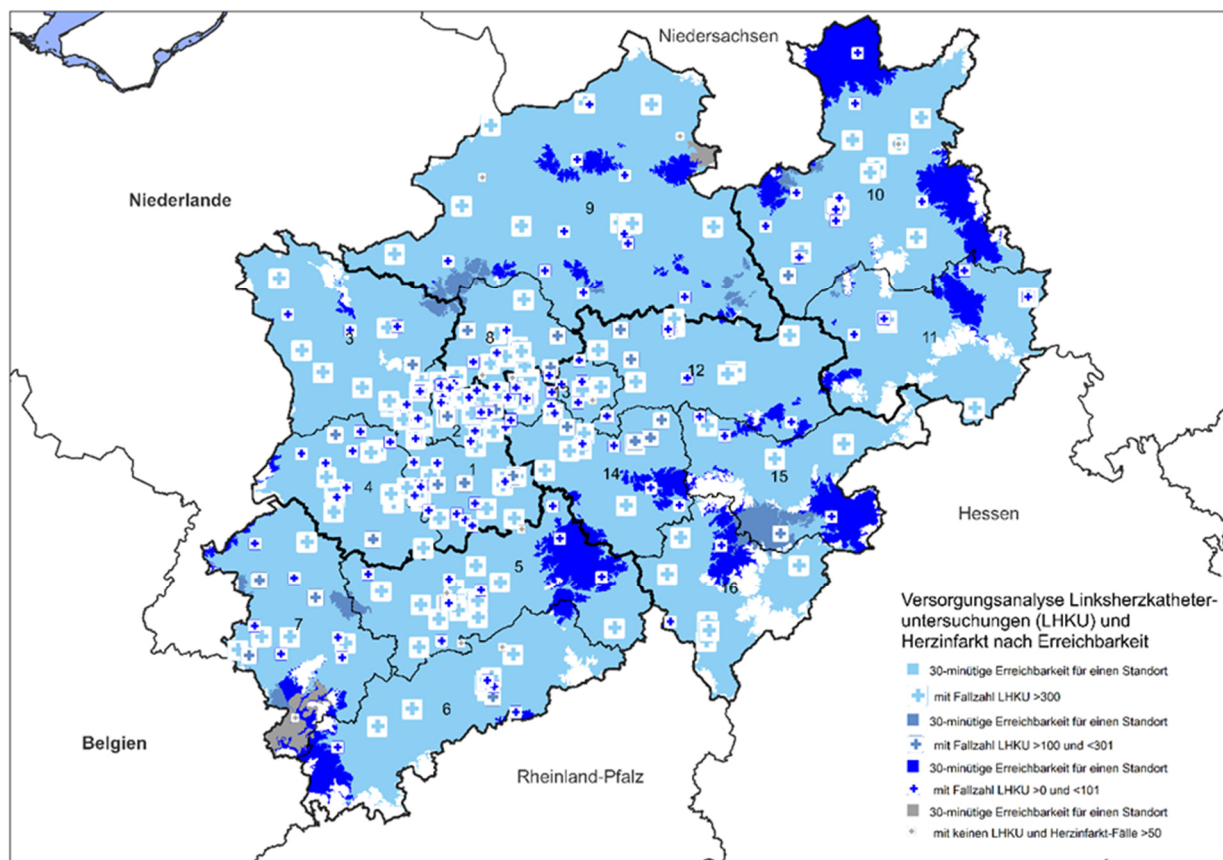 Niedersachsen
Niederlande
9
10
3
8
11
12
13
2
1
14
4
15
Hessen
5
16
7
6
Belgien
Rheinland-Pfalz
Versorgungsanalyse Linksherzkatheter-
untersuchungen (LHKU) und
Herzinfarkt nach Erreichbarkeit
30-minütige Erreichbarkeit für einen Standort
mit Fallzahl LHKU >300
30-minütige Erreichbarkeit für einen Standort
mit Fallzahl LHKU >100 und <301
30-minütige Erreichbarkeit für einen Standort
mit Fallzahl LHKU >0 und <101
30-minütige Erreichbarkeit für einen Standort
mit keinen LHKU und Herzinfarkt-Fälle >50